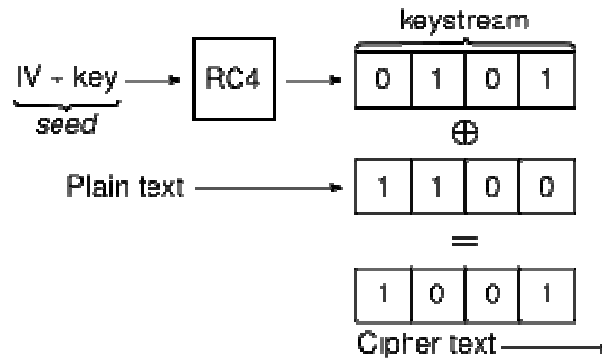 keystream
IV + key
RC4
0 1 0 1
seed
⊕
Plain text
1 1 0 0
=
1 0 0 1
Cipher text